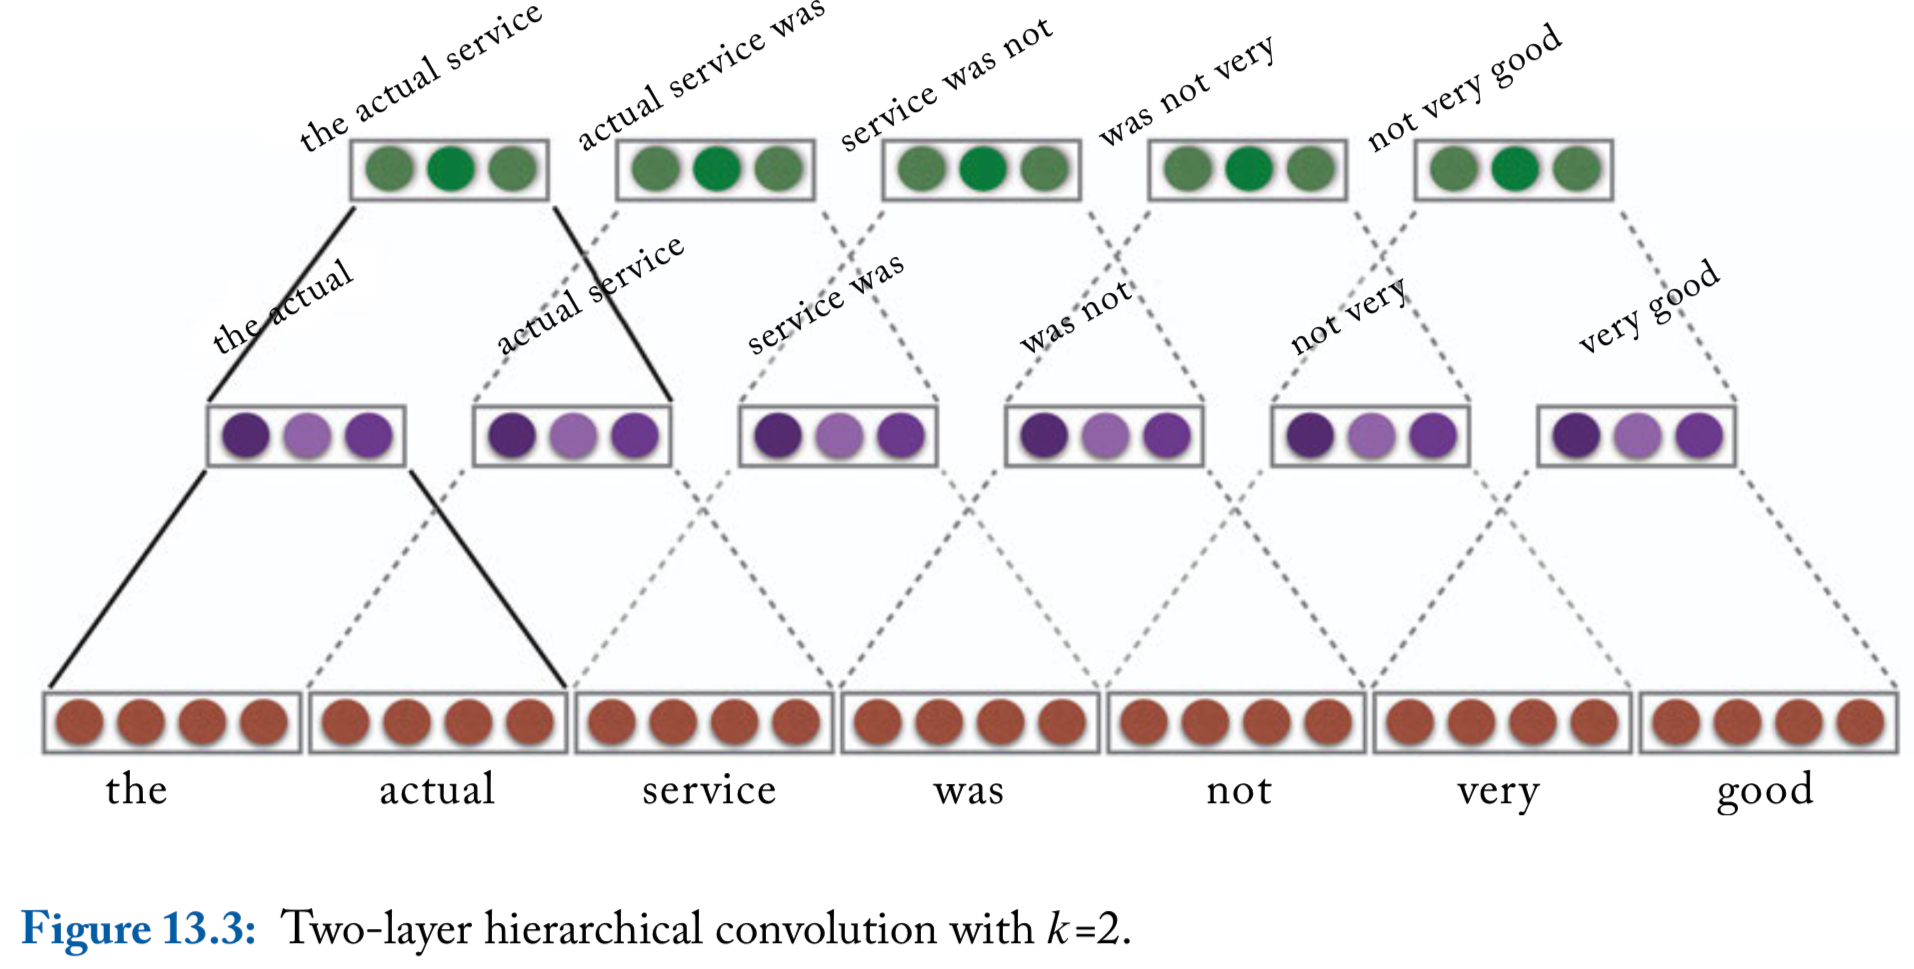 the actual service
actual service was
service was not
was not very
not very good
the actual
actual service
service was
was not
not very
very good
the
actual
service
was
not
very
good
Figure 13.3: Two-layer hierarchical convolution with k=2.